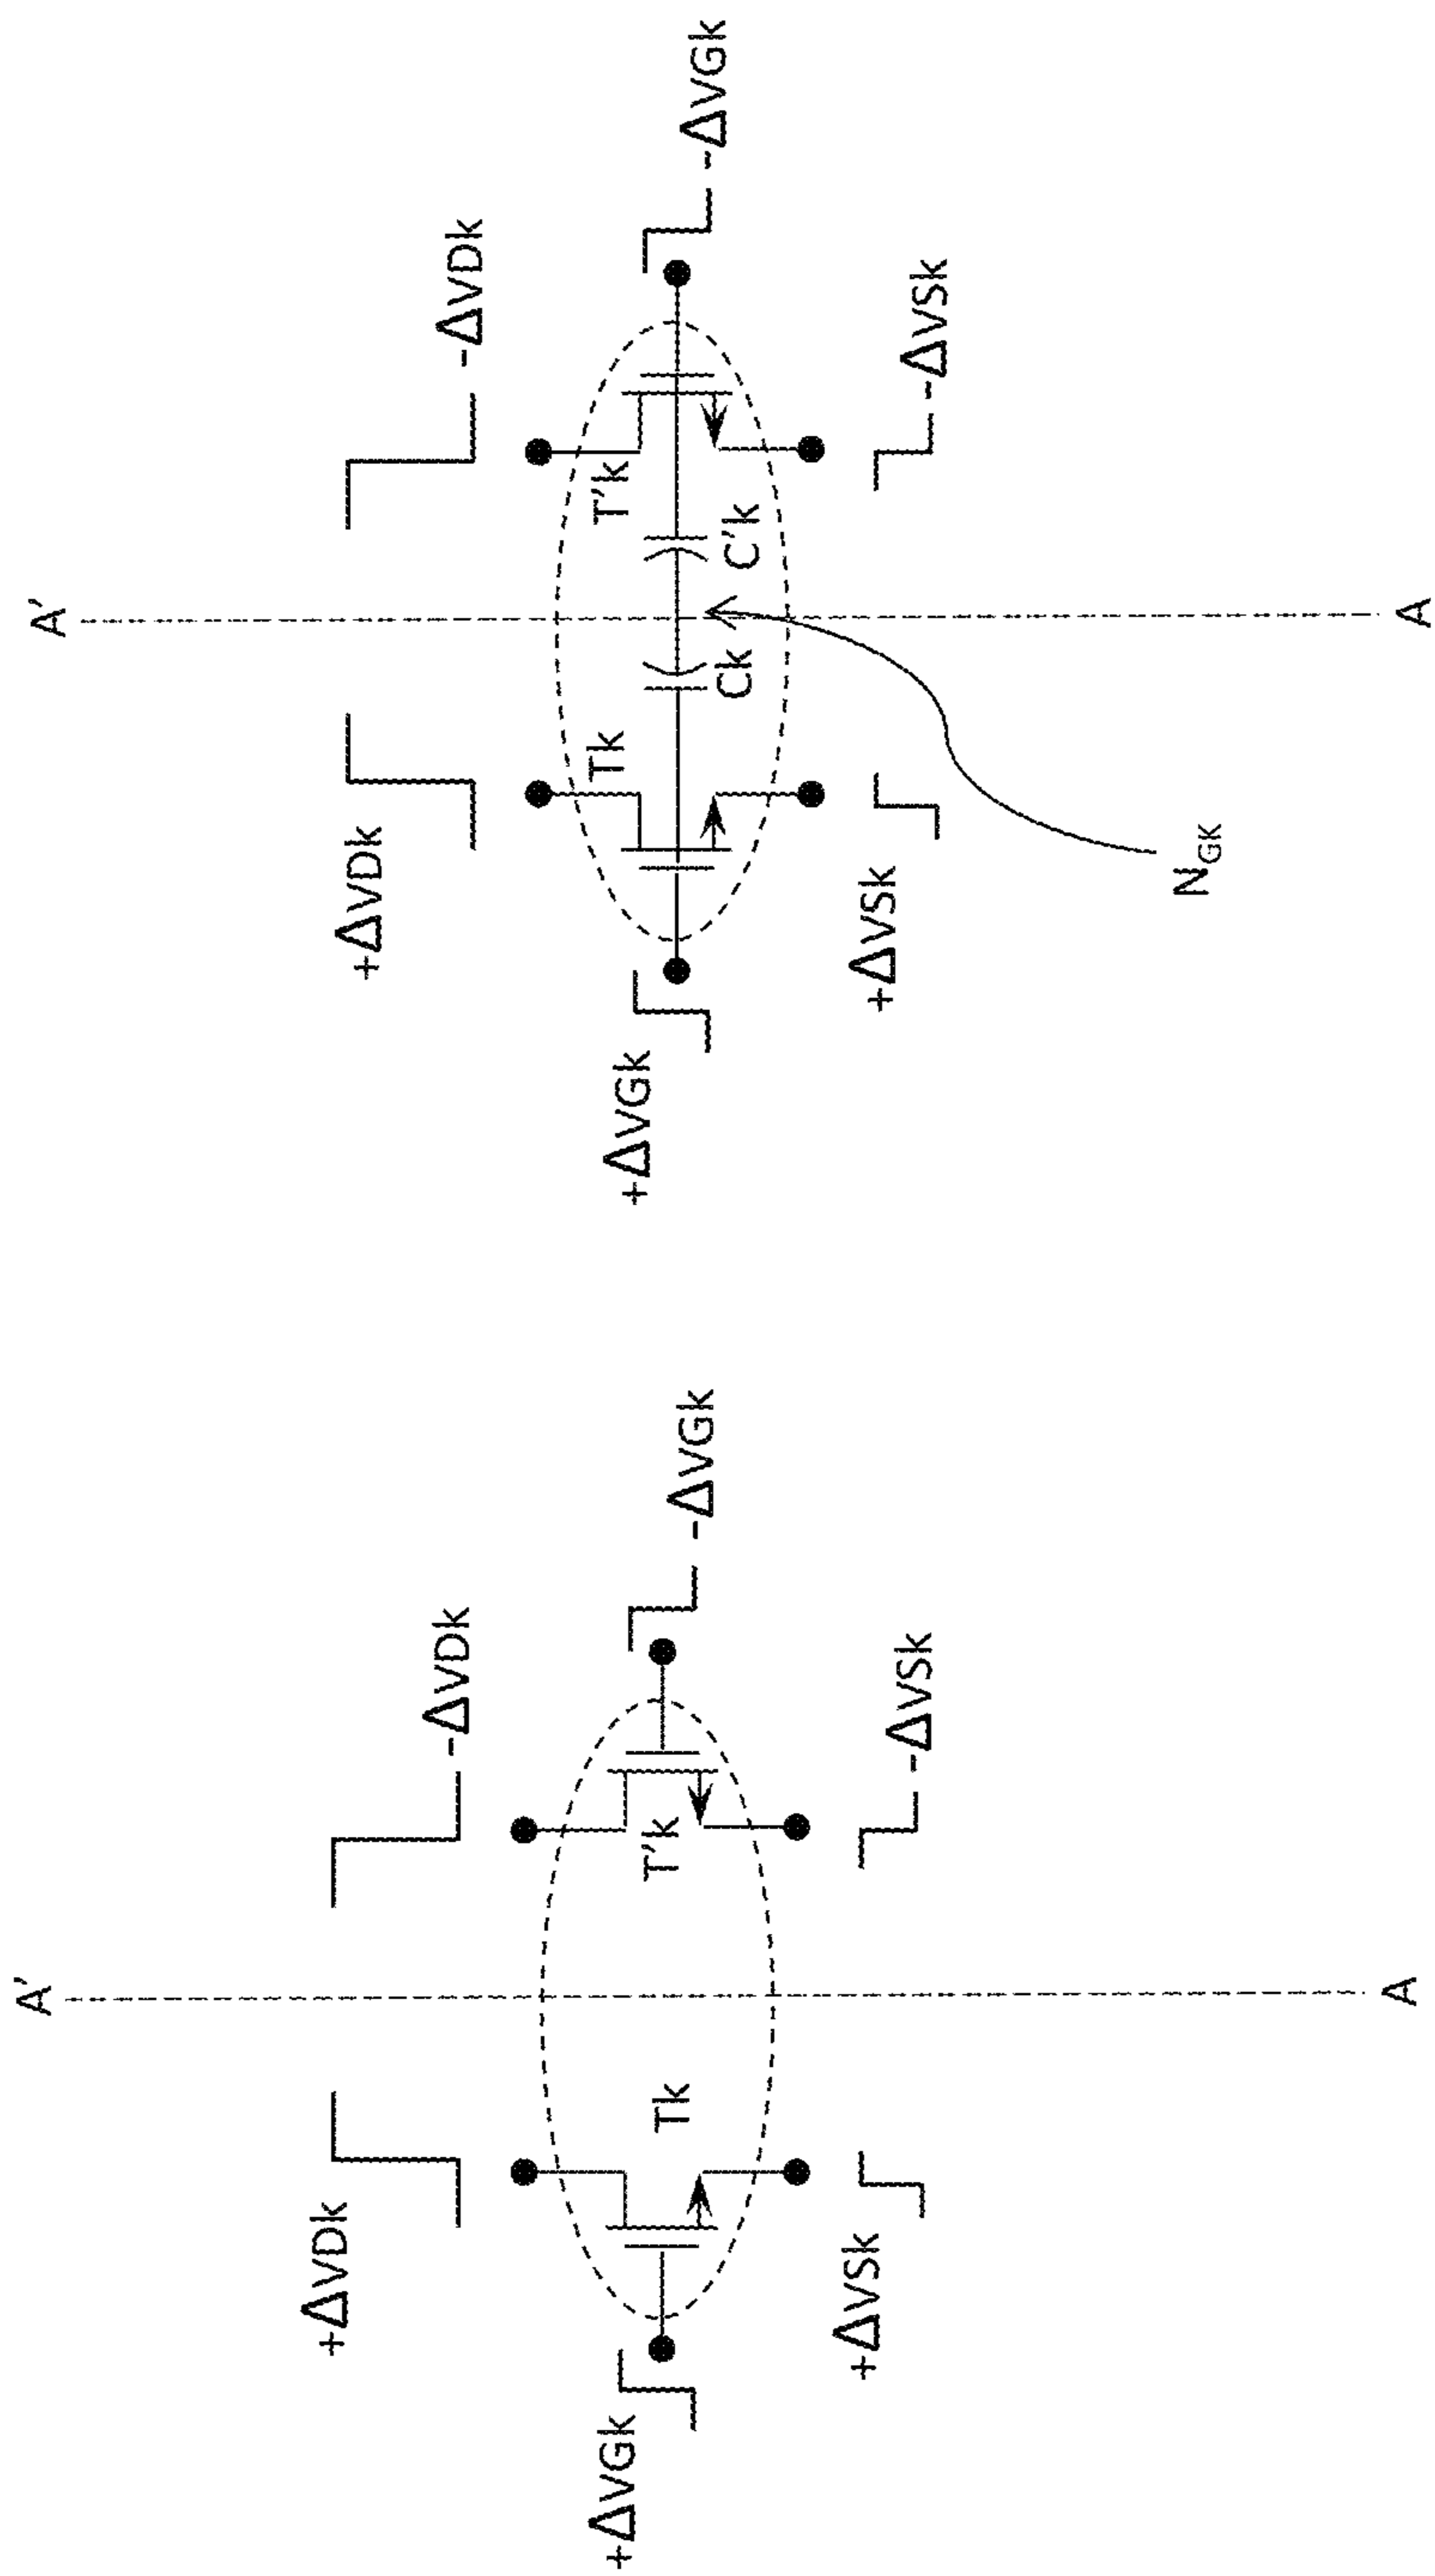 A'
+ΔVDk
-ΔVDk
+ΔVGk
Tk
T'k
-ΔVGk
+ΔVSk
-ΔVSk
A
A'
+ΔVDk
-ΔVDk
+ΔVGk
Tk
T'k
-ΔVGk
Ck
C'k
+ΔVSk
-ΔVSk
NGK
A